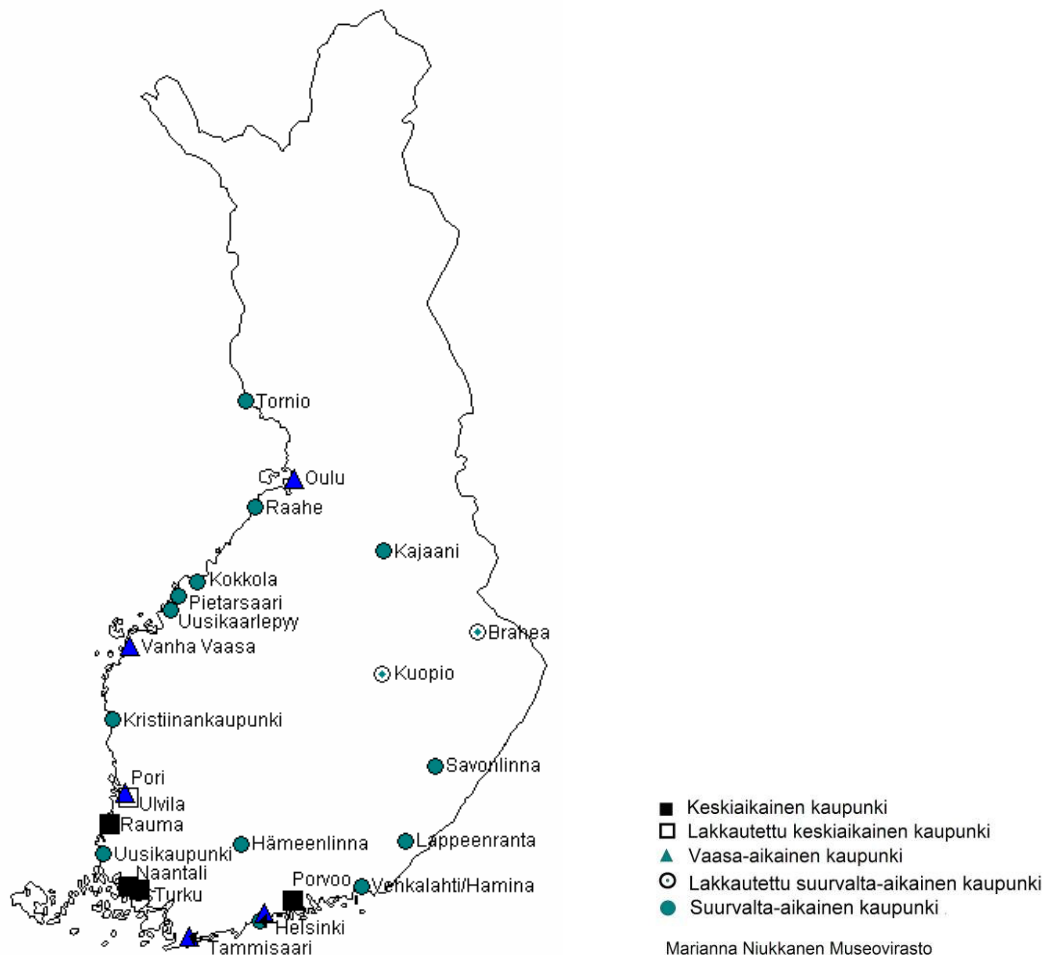 Tornio
Oulu
Raahe
Kajaani
Kokkola
Pietarsaari
Uusikaarlepyy
Brahea
Vanha Vaasa
Kuopio
Kristiinankaupunki
Savonlinna
Pori
Ulvila
Rauma
Hämeenlinna
Lappeenranta
Uusikaupunki
Naantali
Turku
Porvoo
Vehkalahti/Hamina
Helsinki
Tammisaari
Keskiaikainen kaupunki
Lakkautettu keskiaikainen kaupunki
Vaasa-aikainen kaupunki
Lakkautettu suurvalta-aikainen kaupunki
Suurvalta-aikainen kaupunki
Marianna Niukkanen Museovirasto